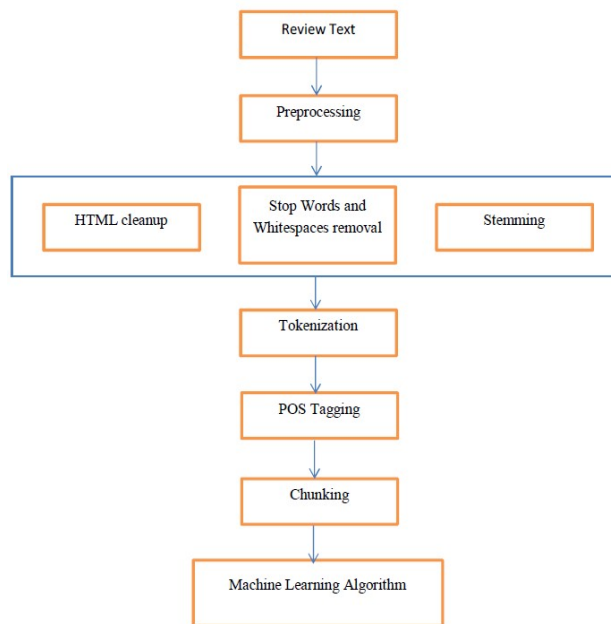 Review Text
Preprocessing
HTML cleanup
Stop Words and
Whitespaces removal
Stemming
Tokenization
POS Tagging
Chunking
Machine Learning Algorithm